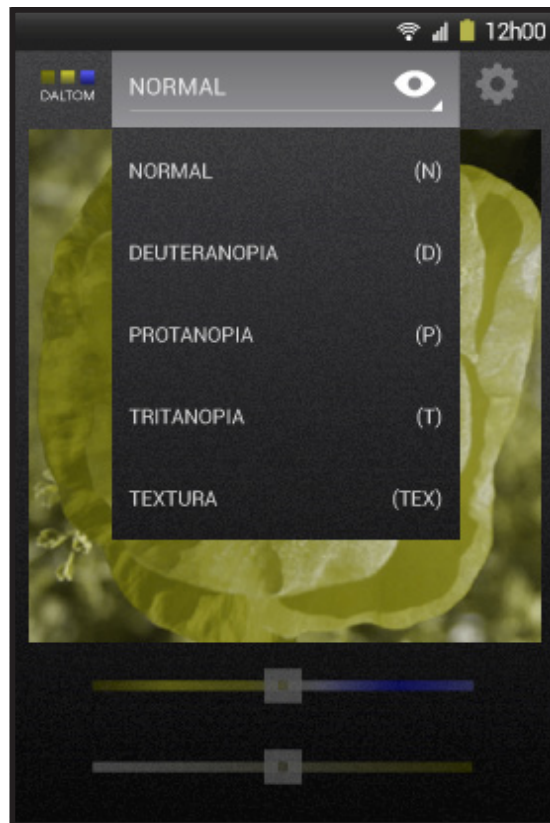 12h00
DALTOM
NORMAL
NORMAL (N)
DEUTERANOPIA (D)
PROTANOPIA (P)
TRITANOPIA (T)
TEXTURA (TEX)